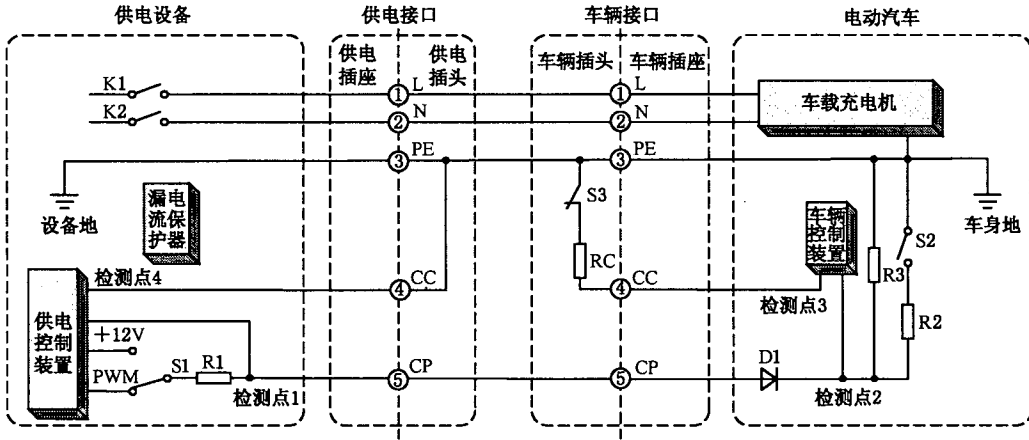 供电设备
供电接口
车辆接口
电动汽车
供电
插座
供电
插头
车辆插头
车辆插座
K1
①
L
①
L
车载充电机
K2
②
N
②
N
③
PE
③
PE
设备地
漏电
流保
护器
S3
车辆
控制
装置
S2
车身地
RC
R3
检测点4
④
CC
④
CC
检测点3
R2
供电
控制
装置
+12V
PWM
S1
R1
检测点1
⑤
CP
⑤
CP
D1
检测点2